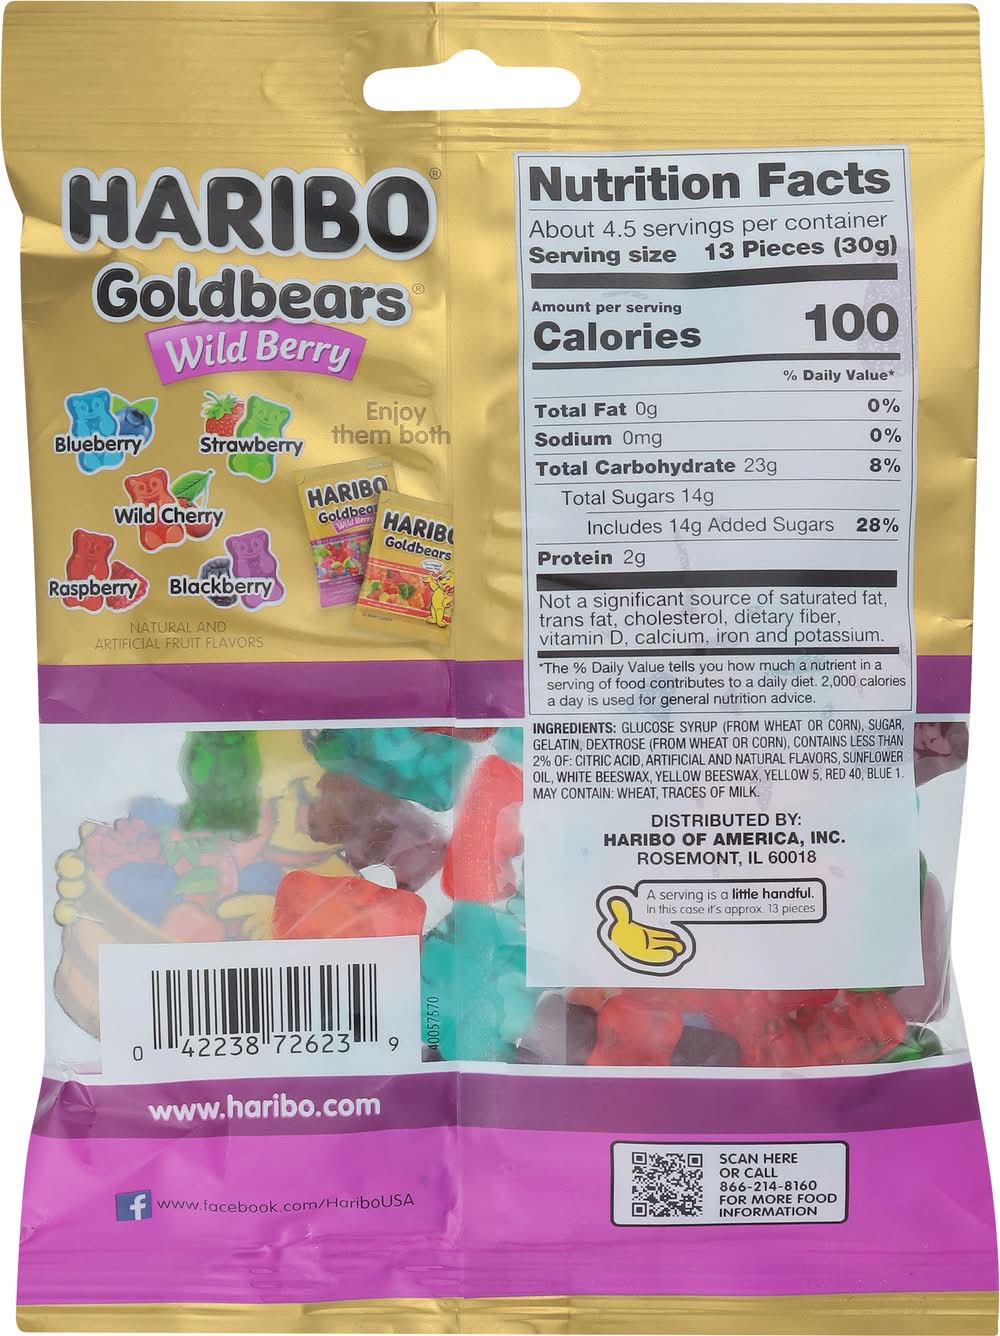 HARIBO®
Goldbears®
Wild Berry
Blueberry
Strawberry
Wild Cherry
Raspberry
Blackberry
NATURAL AND
ARTIFICIAL FRUIT FLAVORS
Enjoy
them both
HARIBO
Goldbears
Wild Berry
HARIBO
Goldbears
Nutrition Facts
About 4.5 servings per container
Serving size 13 Pieces (30g)
Amount per serving
Calories 100
% Daily Value*
Total Fat 0g 0%
Sodium 0mg 0%
Total Carbohydrate 23g 8%
Total Sugars 14g
Includes 14g Added Sugars 28%
Protein 2g
Not a significant source of saturated fat,
trans fat, cholesterol, dietary fiber,
vitamin D, calcium, iron and potassium.
*The % Daily Value tells you how much a nutrient in a
serving of food contributes to a daily diet. 2,000 calories
a day is used for general nutrition advice.
INGREDIENTS: GLUCOSE SYRUP (FROM WHEAT OR CORN), SUGAR,
GELATIN, DEXTROSE (FROM WHEAT OR CORN), CONTAINS LESS THAN
2% OF: CITRIC ACID, ARTIFICIAL AND NATURAL FLAVORS, SUNFLOWER
OIL, WHITE BEESWAX, YELLOW BEESWAX, YELLOW 5, RED 40, BLUE 1.
MAY CONTAIN: WHEAT, TRACES OF MILK.
DISTRIBUTED BY:
HARIBO OF AMERICA, INC.
ROSEMONT, IL 60018
A serving is a little handful.
In this case it's approx. 13 pieces
0 42238 72623 9
40057570
www.haribo.com
www.facebook.com/HariboUSA
SCAN HERE
OR CALL
866-214-8160
FOR MORE FOOD
INFORMATION